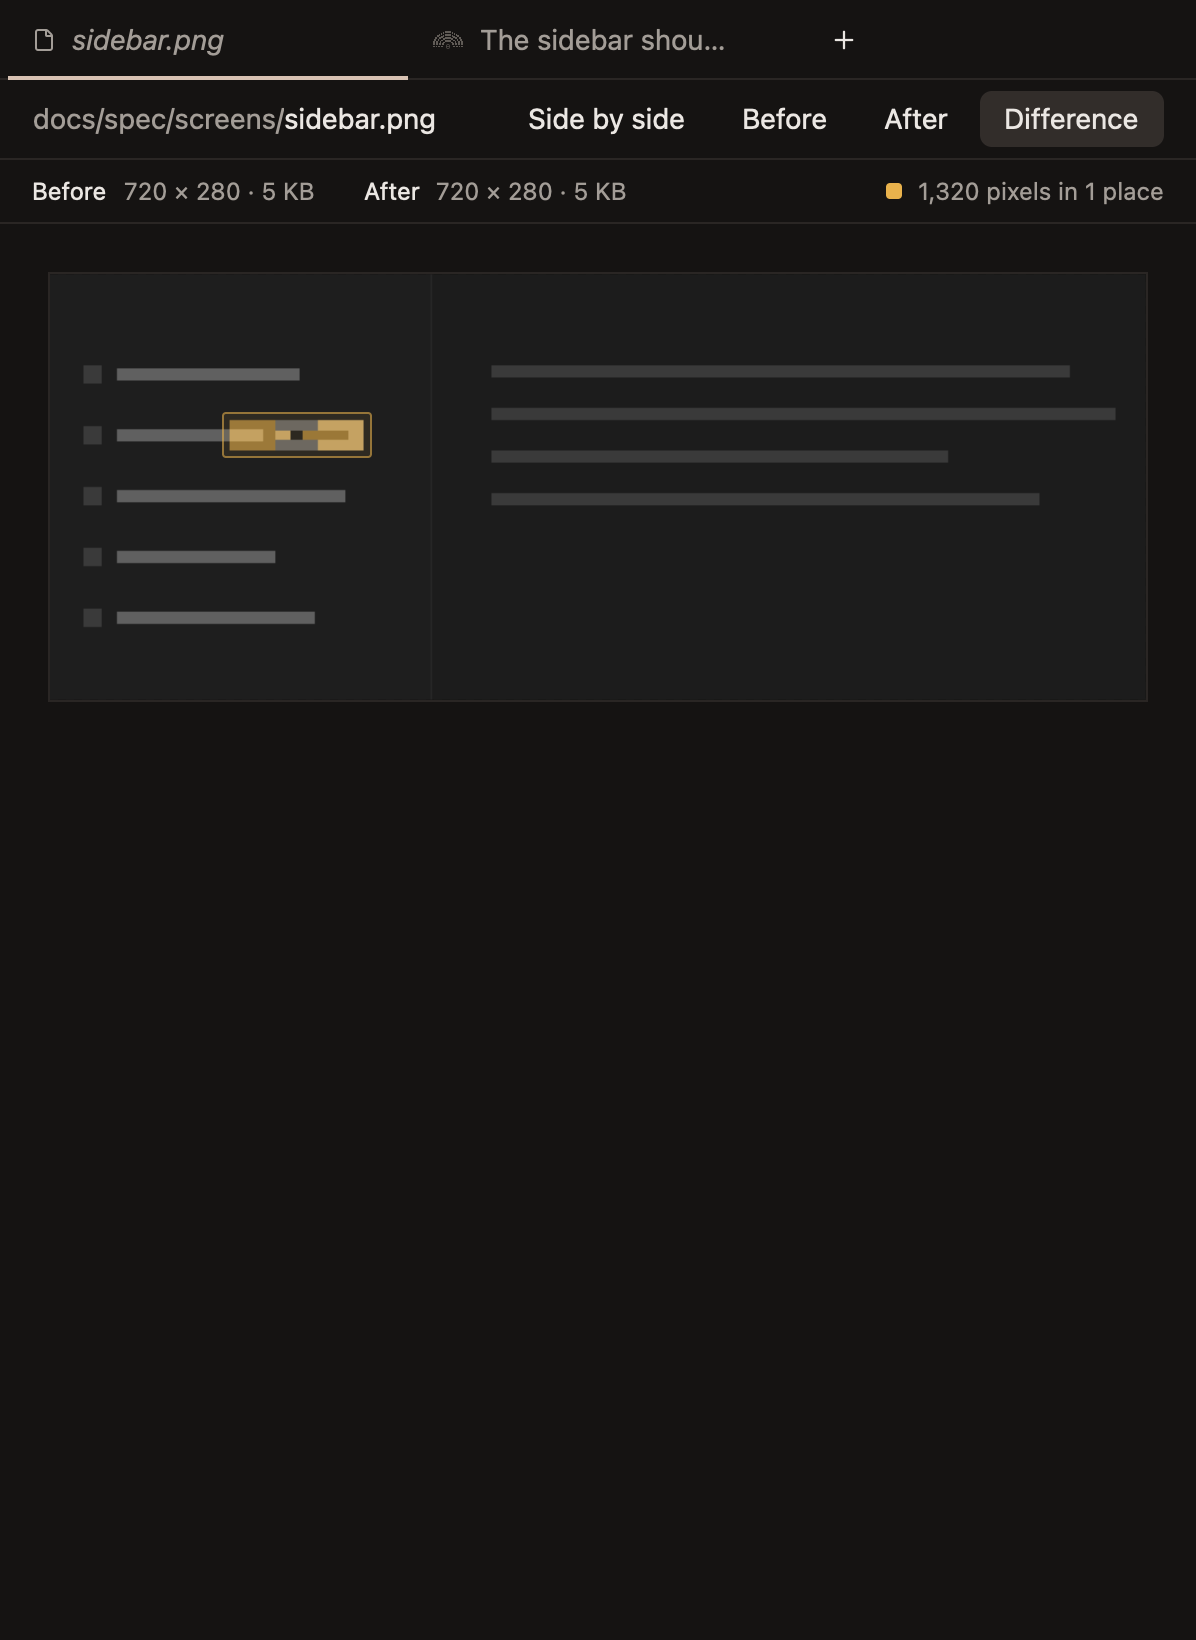 sidebar.png
The sidebar shou...
+
docs/spec/screens/sidebar.png
Side by side
Before
After
Difference
Before 720 × 280 · 5 KB
After 720 × 280 · 5 KB
1,320 pixels in 1 place